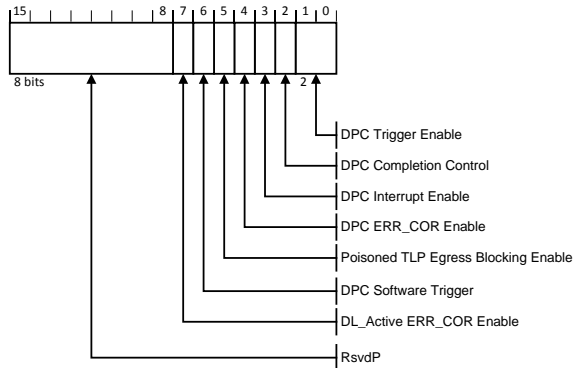 15 8 7 6 5 4 3 2 1 0
8 bits 2
DPC Trigger Enable
DPC Completion Control
DPC Interrupt Enable
DPC ERR_COR Enable
Poisoned TLP Egress Blocking Enable
DPC Software Trigger
DL_Active ERR_COR Enable
RsvdP